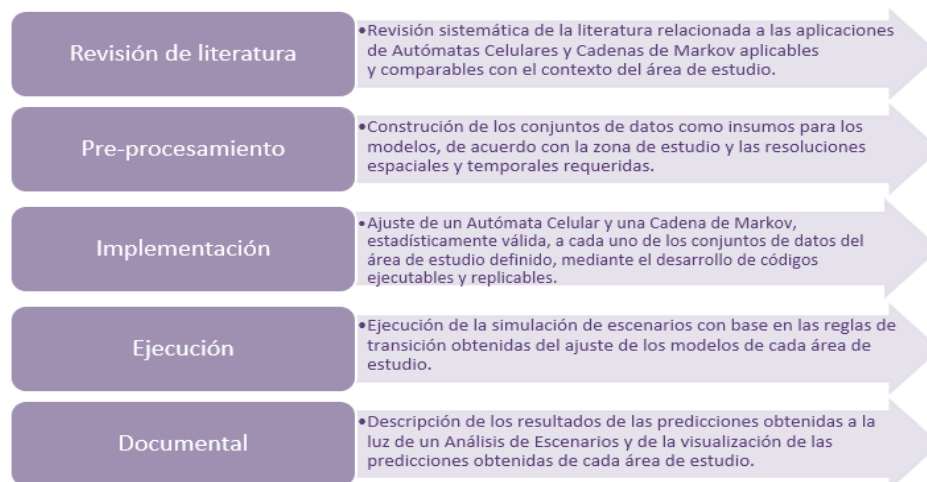 Revisión de literatura
•Revisión sistemática de la literatura relacionada a las aplicaciones
de Autómatas Celulares y Cadenas de Markov aplicables
y comparables con el contexto del área de estudio.
Pre-procesamiento
•Construción de los conjuntos de datos como insumos para los
modelos, de acuerdo con la zona de estudio y las resoluciones
espaciales y temporales requeridas.
Implementación
•Ajuste de un Autómata Celular y una Cadena de Markov,
estadísticamente válida, a cada uno de los conjuntos de datos del
área de estudio definido, mediante el desarrollo de códigos
ejecutables y replicables.
Ejecución
•Ejecución de la simulación de escenarios con base en las reglas de
transición obtenidas del ajuste de los modelos de cada área de
estudio.
Documental
•Descripción de los resultados de las predicciones obtenidas a la
luz de un Análisis de Escenarios y de la visualización de las
predicciones obtenidas de cada área de estudio.